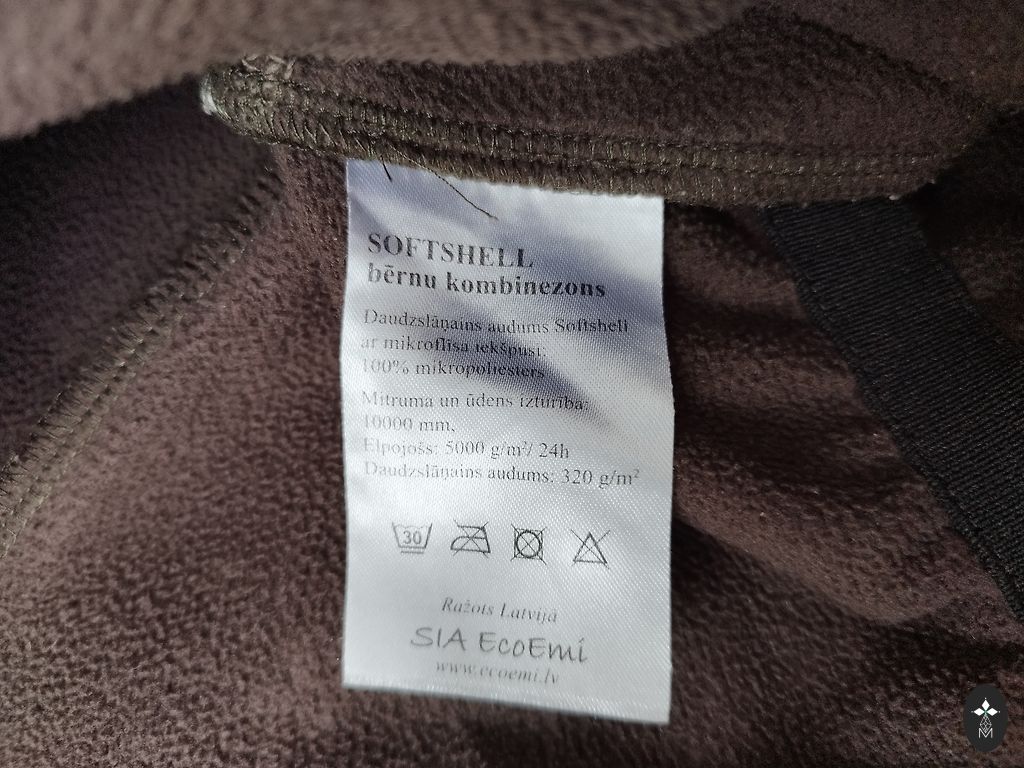 SOFTSHELL
bērnu kombinezons
Daudzslāņains audums Softshell
ar mikroflīsa iekšpusi:
100% mikropoliesters
Mitruma un ūdens izturība:
10000 mm,
Elpojošs: 5000 g/m²/ 24h
Daudzslāņains audums: 320 g/m²
30
Ražots Latvijā
SIA EcoEmi
www.ecoemi.lv
M